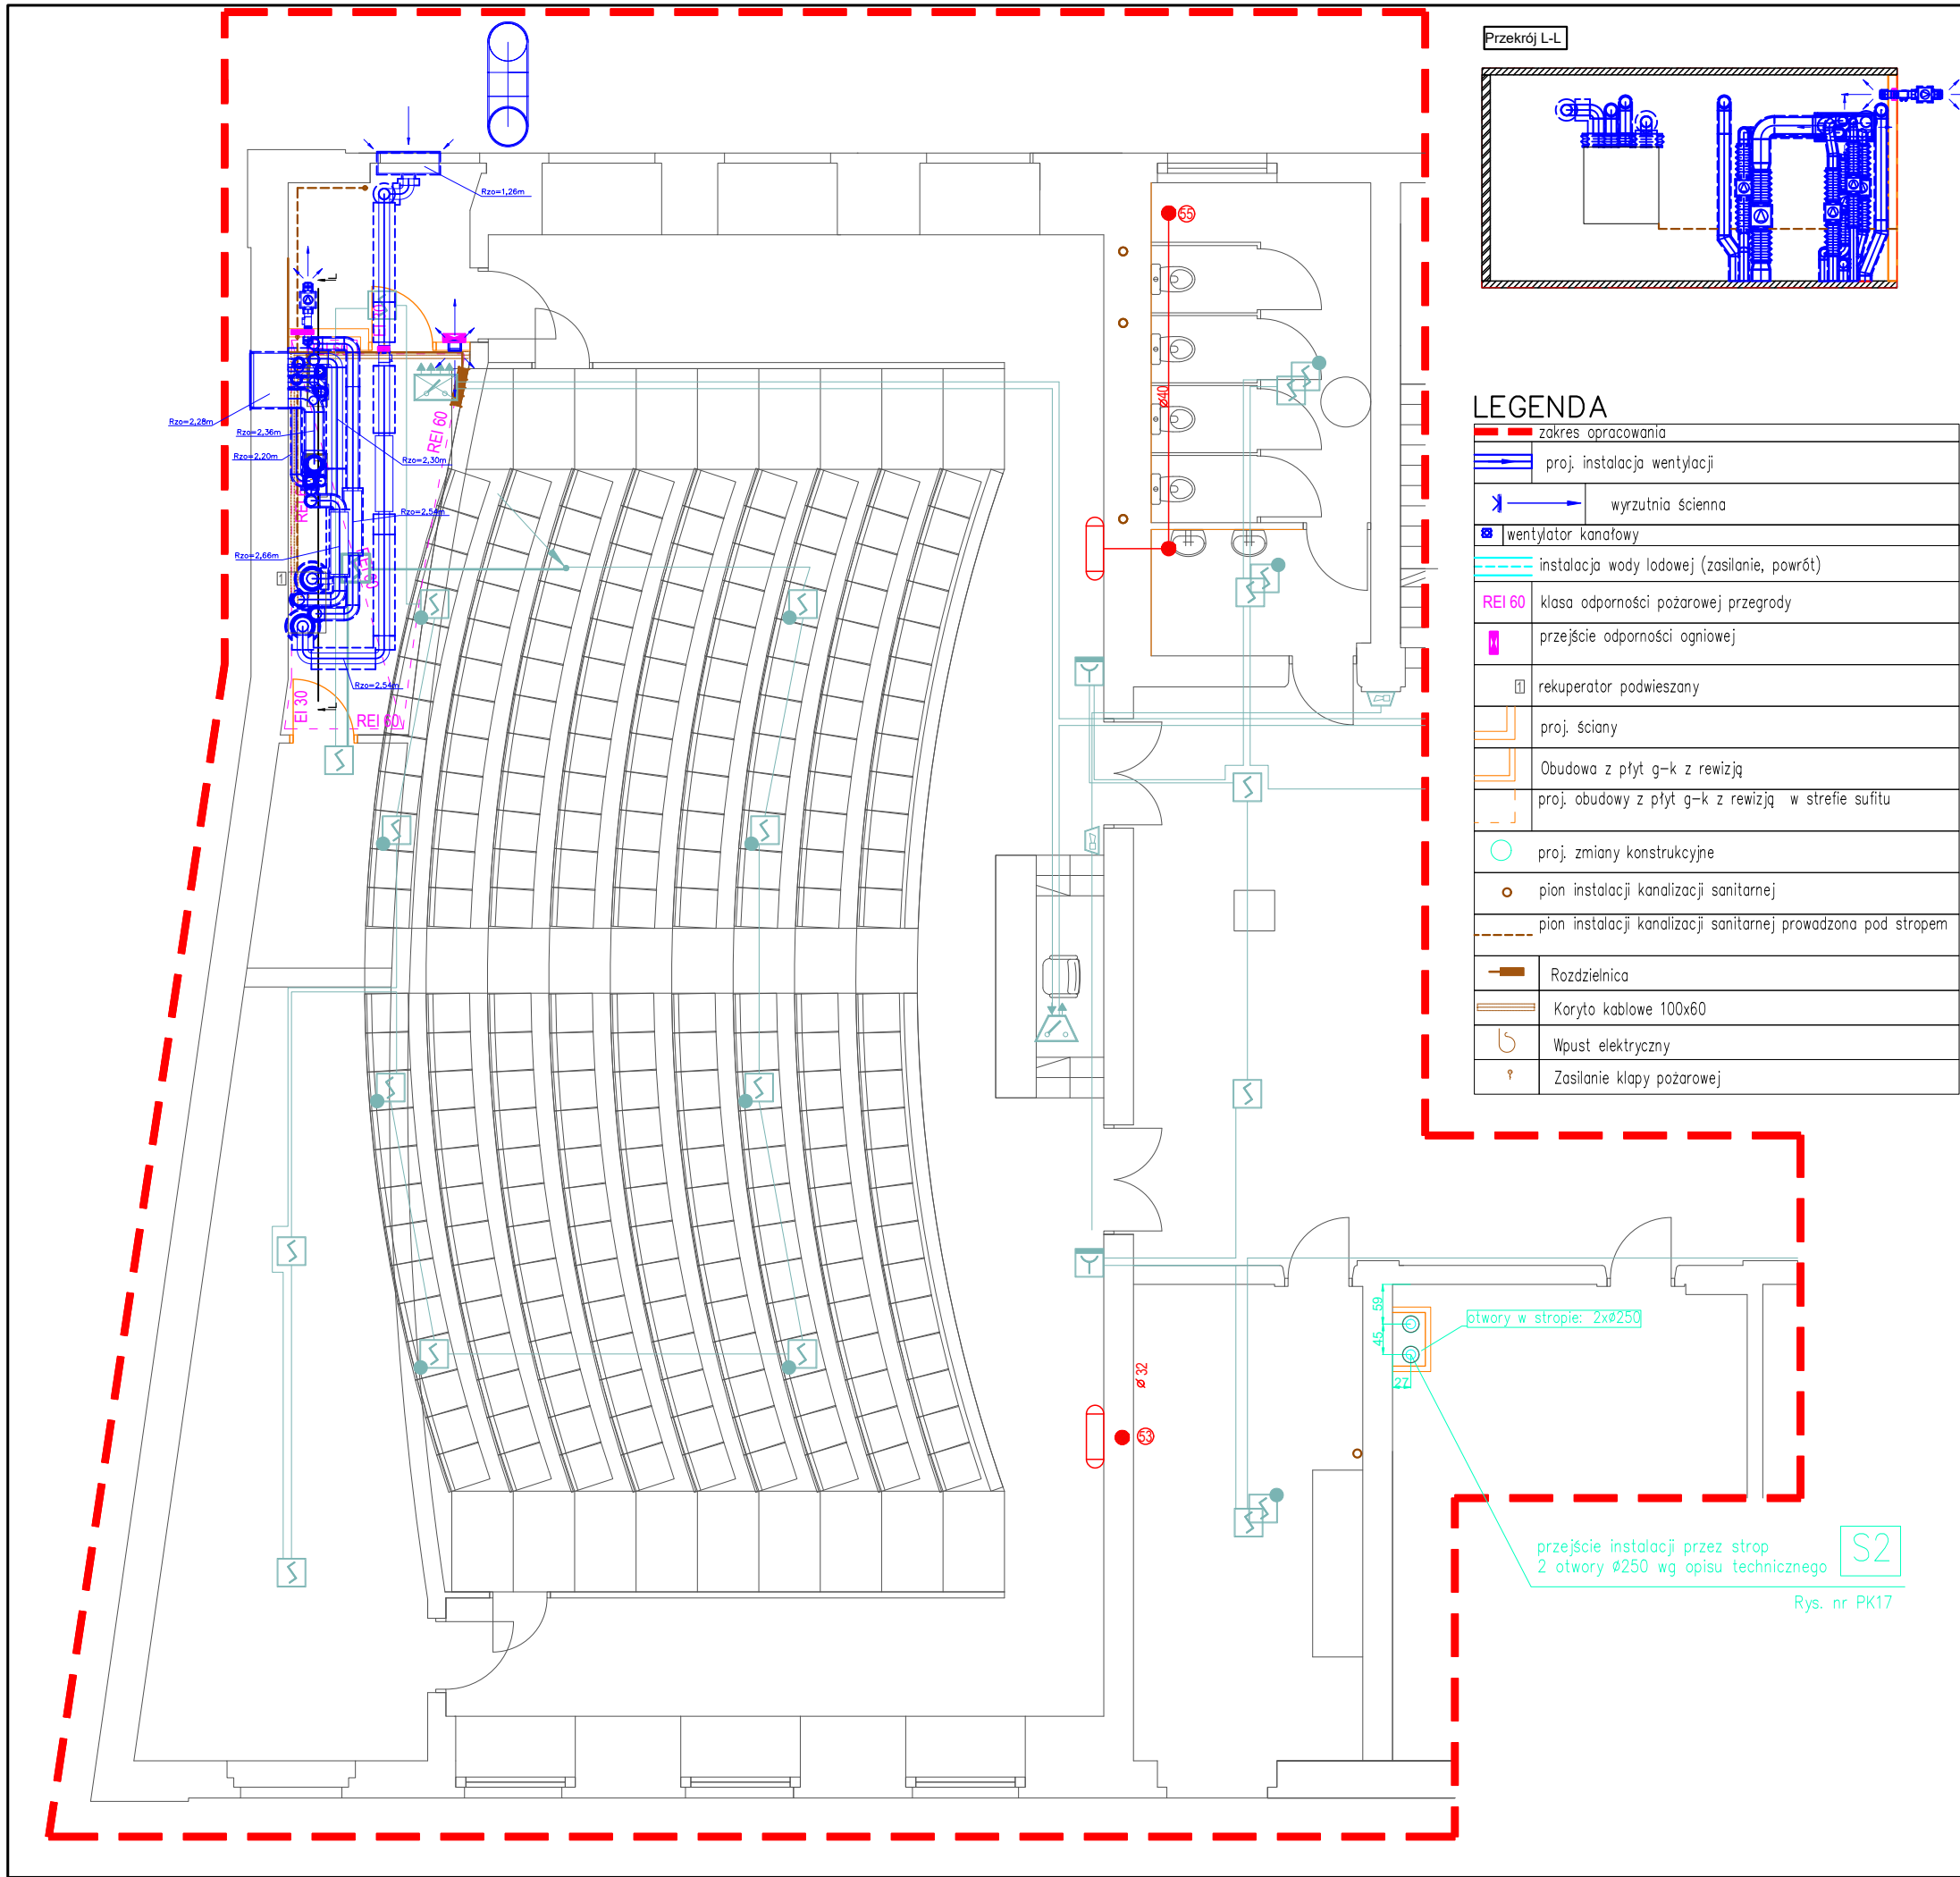 Przekrój L-L
Rzo=1,26m
55
L
REI 60
Rzo=2,28m
Rzo=2,36m
Rzo=2,20m
Rzo=2,30m
REI 60
ø40
Rzo=2,54m
Rzo=2,66m
REI 60
1
Rzo=2,54m
EI 30
L
REI 60
LEGENDA
zakres opracowania
proj. instalacja wentylacji
wyrzutnia ścienna
wentylator kanałowy
instalacja wody lodowej (zasilanie, powrót)
REI 60 klasa odporności pożarowej przegrody
przejście odporności ogniowej
1 rekuperator podwieszany
proj. ściany
Obudowa z płyt g-k z rewizją
proj. obudowy z płyt g-k z rewizją w strefie sufitu
proj. zmiany konstrukcyjne
pion instalacji kanalizacji sanitarnej
pion instalacji kanalizacji sanitarnej prowadzona pod stropem
Rozdzielnica
Koryto kablowe 100x60
Wpust elektryczny
Zasilanie klapy pożarowej
59
45
27
otwory w stropie: 2xø250
ø 32
53
przejście instalacji przez strop
2 otwory ø250 wg opisu technicznego
S2
Rys. nr PK17